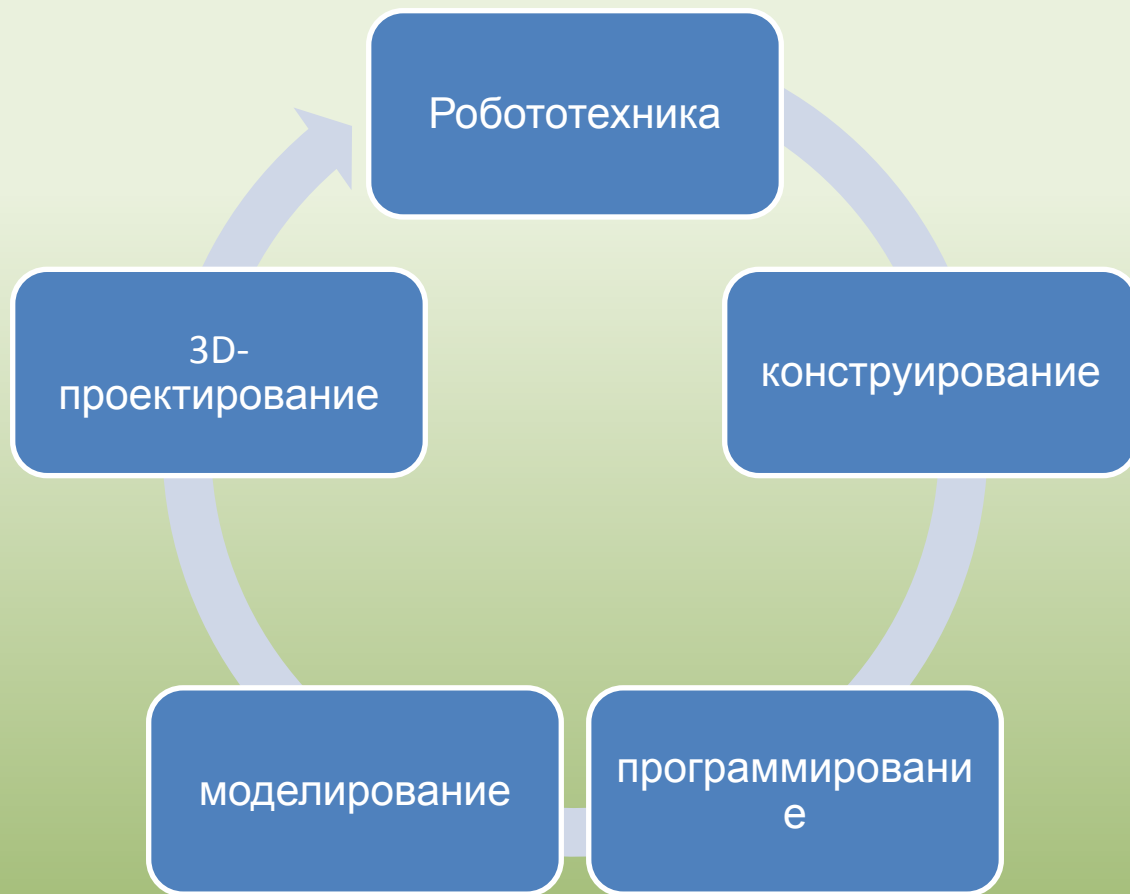 Робототехника
конструирование
программировани
е
моделирование
3D-
проектирование